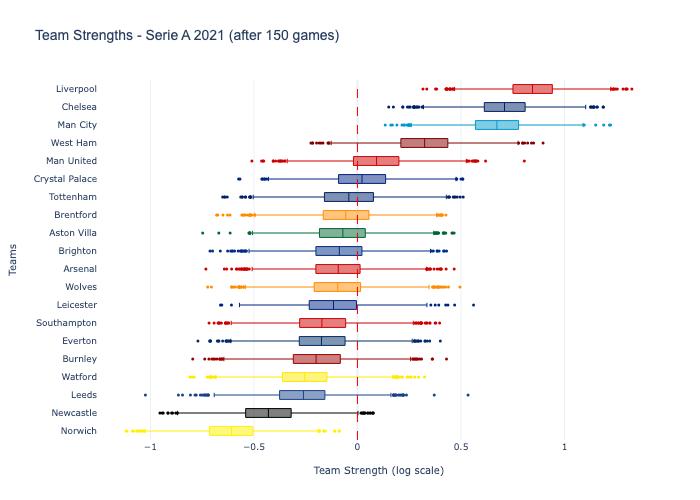 Team Strengths - Serie A 2021 (after 150 games)
Liverpool
Chelsea
Man City
West Ham
Man United
Crystal Palace
Tottenham
Brentford
Aston Villa
Brighton
Arsenal
Wolves
Leicester
Southampton
Everton
Burnley
Watford
Leeds
Newcastle
Norwich
Teams
−1 −0.5 0 0.5 1
Team Strength (log scale)